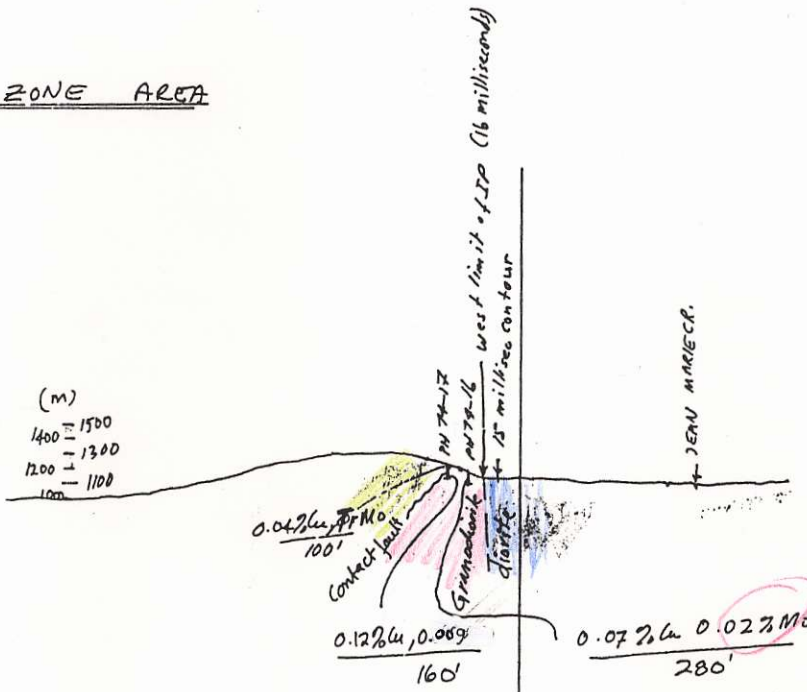 ZONE AREA
west limit of IP (16 milliseconds)
15 millisec contour
PH 74-17
PH 74-16
JEAN MARIE CR.
(m)
1500
1400
1300
1200
1100
1000
0.04% Cu, Tr Mo
100'
Contact fault
Granodiorite
diorite
0.12% Cu, 0.009
160'
0.07 % Cu 0.02 % Mo
280'